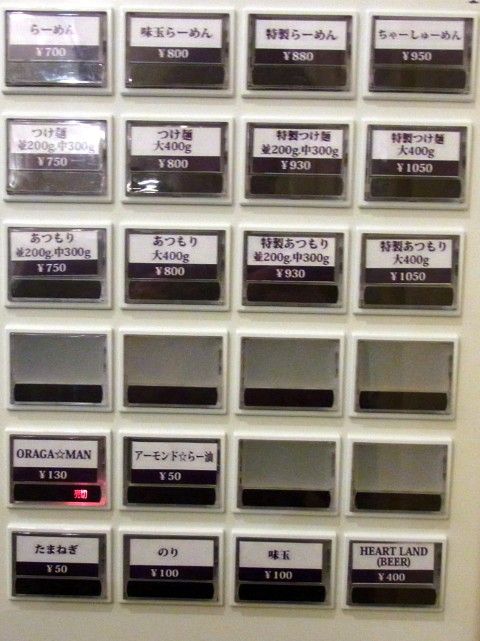 らーめん
¥700
味玉らーめん
¥800
特製らーめん
¥880
ちゃーしゅーめん
¥950
つけ麺
並200g.中300g
¥750
つけ麺
大400g
¥800
特製つけ麺
並200g.中300g
¥930
特製つけ麺
大400g
¥1050
あつもり
並200g.中300g
¥750
あつもり
大400g
¥800
特製あつもり
並200g.中300g
¥930
特製あつもり
大400g
¥1050
ORAGA☆MAN
¥130
売切
アーモンド☆らー油
¥50
たまねぎ
¥50
のり
¥100
味玉
¥100
HEART LAND
(BEER)
¥400